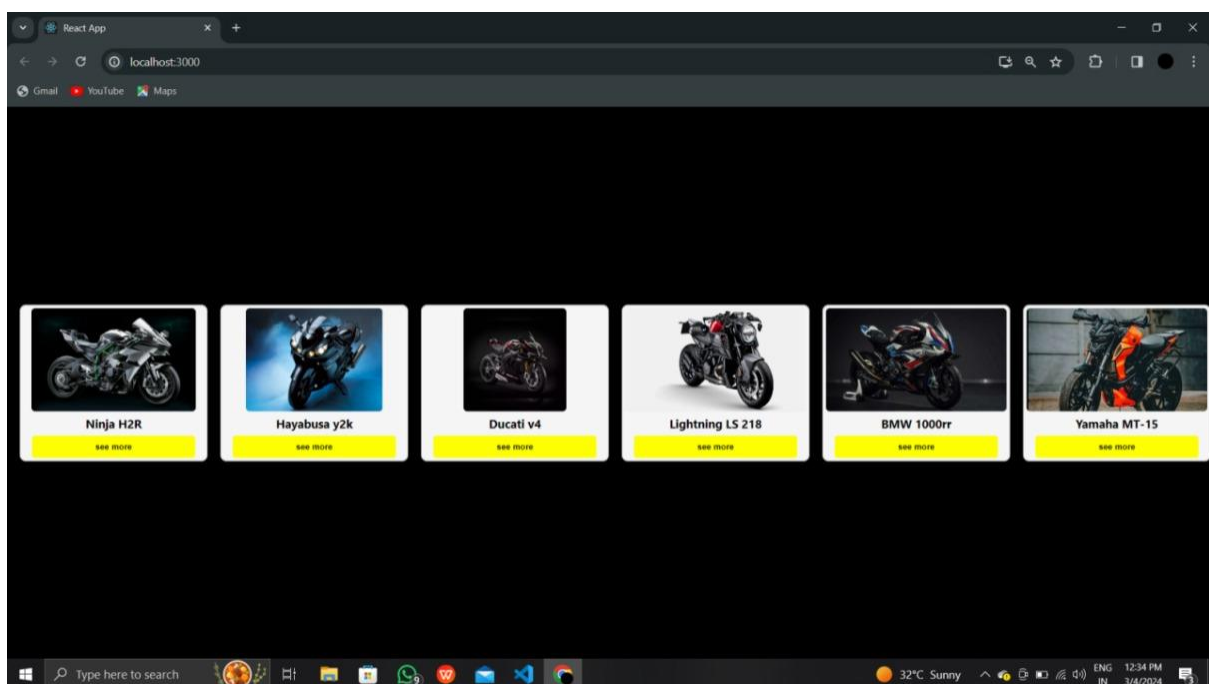 React App
localhost:3000
Gmail YouTube Maps
Ninja H2R Hayabusa y2k Ducati v4 Lightning LS 218 BMW 1000rr Yamaha MT-15
see more see more see more see more see more see more
Type here to search 32°C Sunny ENG 12:34 PM
IN 3/4/2024